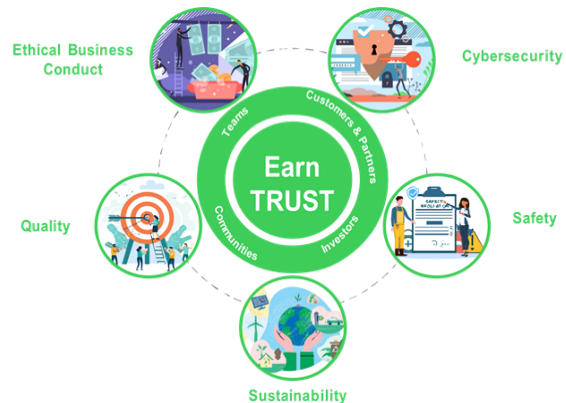 Ethical Business
Conduct
Cybersecurity
Teams
Customers & Partners
Earn
TRUST
Communities
Investors
Quality
Safety
Sustainability